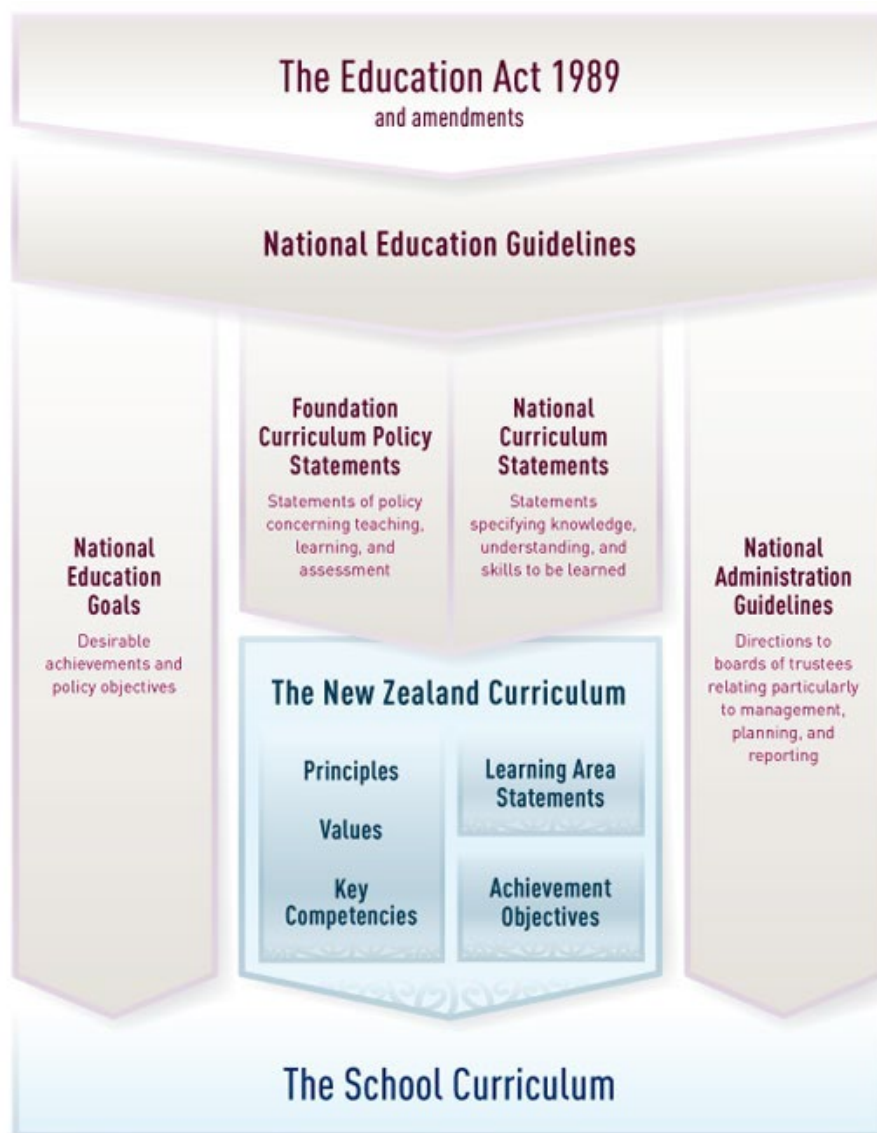 The Education Act 1989
and amendments
National Education Guidelines
National
Education
Goals
Desirable
achievements and
policy objectives
Foundation
Curriculum Policy
Statements
Statements of policy
concerning teaching,
learning, and
assessment
National
Curriculum
Statements
Statements
specifying knowledge,
understanding, and
skills to be learned
National
Administration
Guidelines
Directions to
boards of trustees
relating particularly
to management,
planning, and
reporting
The New Zealand Curriculum
Principles
Values
Key
Competencies
Learning Area
Statements
Achievement
Objectives
The School Curriculum